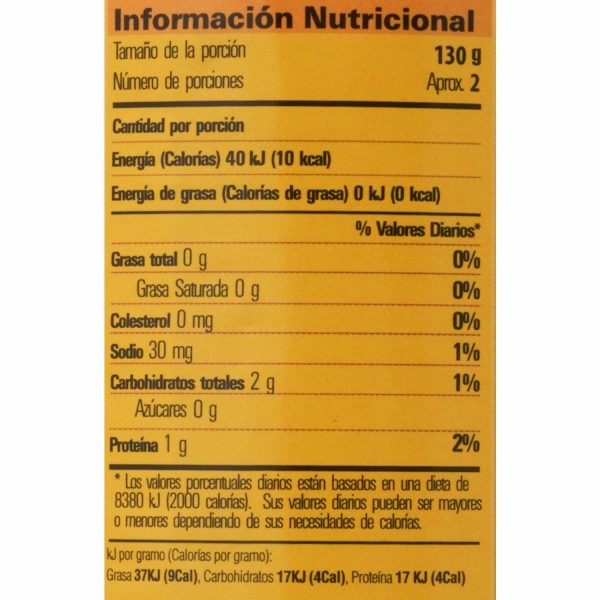 Información Nutricional
Tamaño de la porción 130 g
Número de porciones Aprox. 2
Cantidad por porción
Energía (Calorías) 40 kJ (10 kcal)
Energía de grasa (Calorías de grasa) 0 kJ (0 kcal)
% Valores Diarios*
Grasa total 0 g 0%
Grasa Saturada 0 g 0%
Colesterol 0 mg 0%
Sodio 30 mg 1%
Carbohidratos totales 2 g 1%
Azúcares 0 g
Proteína 1 g 2%
* Los valores porcentuales diarios están basados en una dieta de
8380 kJ (2000 calorías). Sus valores diarios pueden ser mayores
o menores dependiendo de sus necesidades de calorías.
kJ por gramo (Calorías por gramo):
Grasa 37KJ (9Cal), Carbohidratos 17KJ (4Cal), Proteína 17 KJ (4Cal)